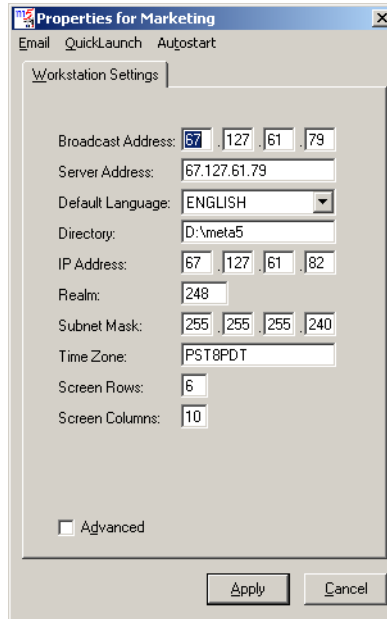 Properties for Marketing
Email QuickLaunch Autostart
Workstation Settings
Broadcast Address: 67 . 127 . 61 . 79
Server Address: 67.127.61.79
Default Language: ENGLISH
Directory: D:\meta5
IP Address: 67 . 127 . 61 . 82
Realm: 248
Subnet Mask: 255 . 255 . 255 . 240
Time Zone: PST8PDT
Screen Rows: 6
Screen Columns: 10
Advanced
Apply Cancel